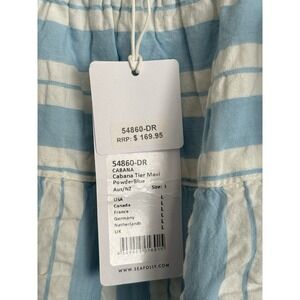 54860-DR
RRP: $ 169.95
54860-DR
CABANA
Cabana Tier Maxi
PowderBlue
Aus/NZ Size: L
USA L
Canada L
France L
Germany L
Netherlands L
UK L
WWW.SEAFOLLY.COM